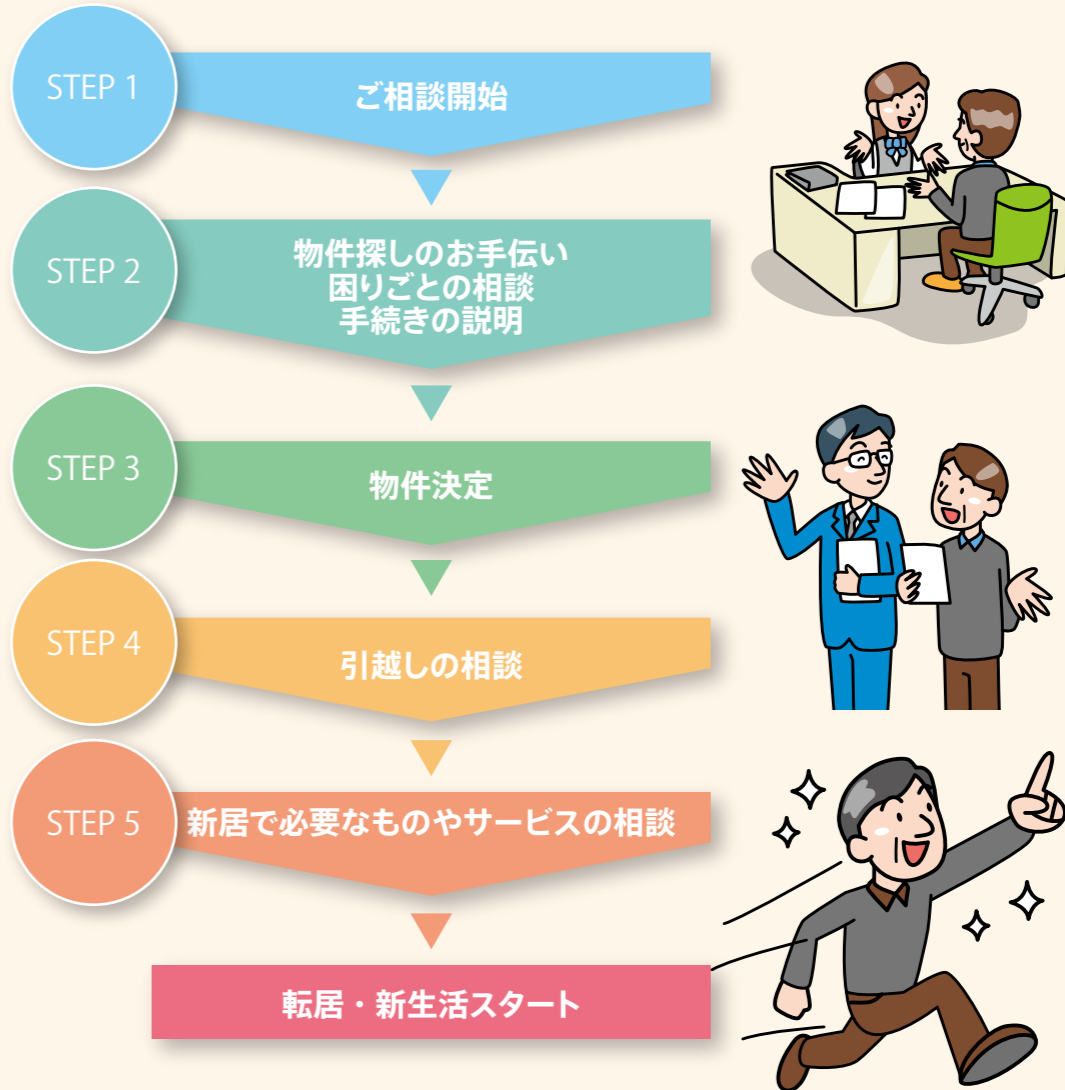 STEP 1
ご相談開始
STEP 2
物件探しのお手伝い
困りごとの相談
手続きの説明
STEP 3
物件決定
STEP 4
引越しの相談
STEP 5
新居で必要なものやサービスの相談
転居・新生活スタート